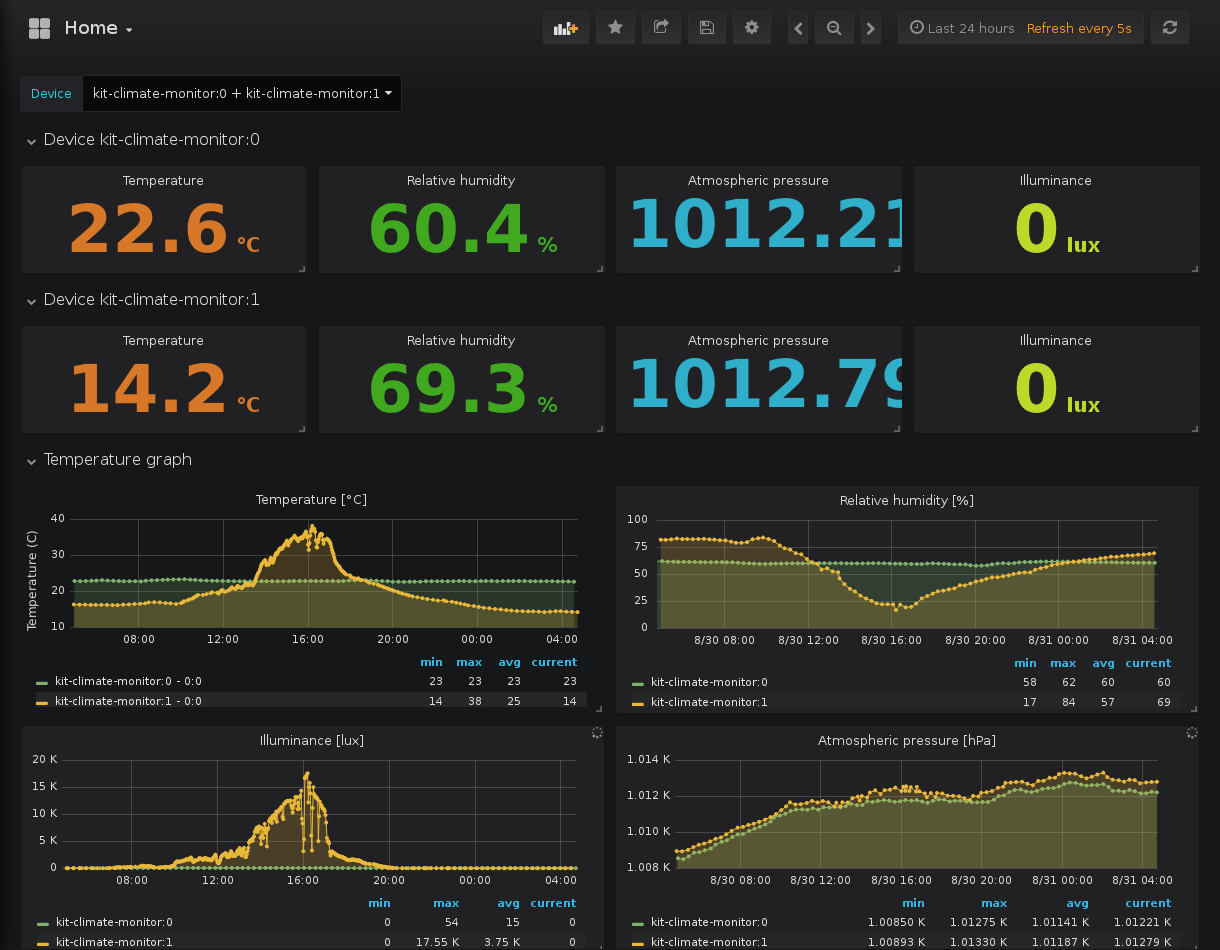 Home
Last 24 hours Refresh every 5s
Device kit-climate-monitor:0 + kit-climate-monitor:1
Device kit-climate-monitor:0
Temperature Relative humidity Atmospheric pressure Illuminance
22.6 °C 60.4 % 1012.21 0 lux
Device kit-climate-monitor:1
Temperature Relative humidity Atmospheric pressure Illuminance
14.2 °C 69.3 % 1012.79 0 lux
Temperature graph
Temperature [°C]
Temperature (C)
40
30
20
10
08:00 12:00 16:00 20:00 00:00 04:00
min max avg current
kit-climate-monitor:0 - 0:0 23 23 23 23
kit-climate-monitor:1 - 0:0 14 38 25 14
Relative humidity [%]
100
75
50
25
0
8/30 08:00 8/30 12:00 8/30 16:00 8/30 20:00 8/31 00:00 8/31 04:00
min max avg current
kit-climate-monitor:0 58 62 60 60
kit-climate-monitor:1 17 84 57 69
Illuminance [lux]
20 K
15 K
10 K
5 K
0
08:00 12:00 16:00 20:00 00:00 04:00
min max avg current
kit-climate-monitor:0 0 54 15 0
kit-climate-monitor:1 0 17.55 K 3.75 K 0
Atmospheric pressure [hPa]
1.014 K
1.012 K
1.010 K
1.008 K
8/30 08:00 8/30 12:00 8/30 16:00 8/30 20:00 8/31 00:00 8/31 04:00
min max avg current
kit-climate-monitor:0 1.00850 K 1.01275 K 1.01141 K 1.01221 K
kit-climate-monitor:1 1.00893 K 1.01330 K 1.01187 K 1.01279 K